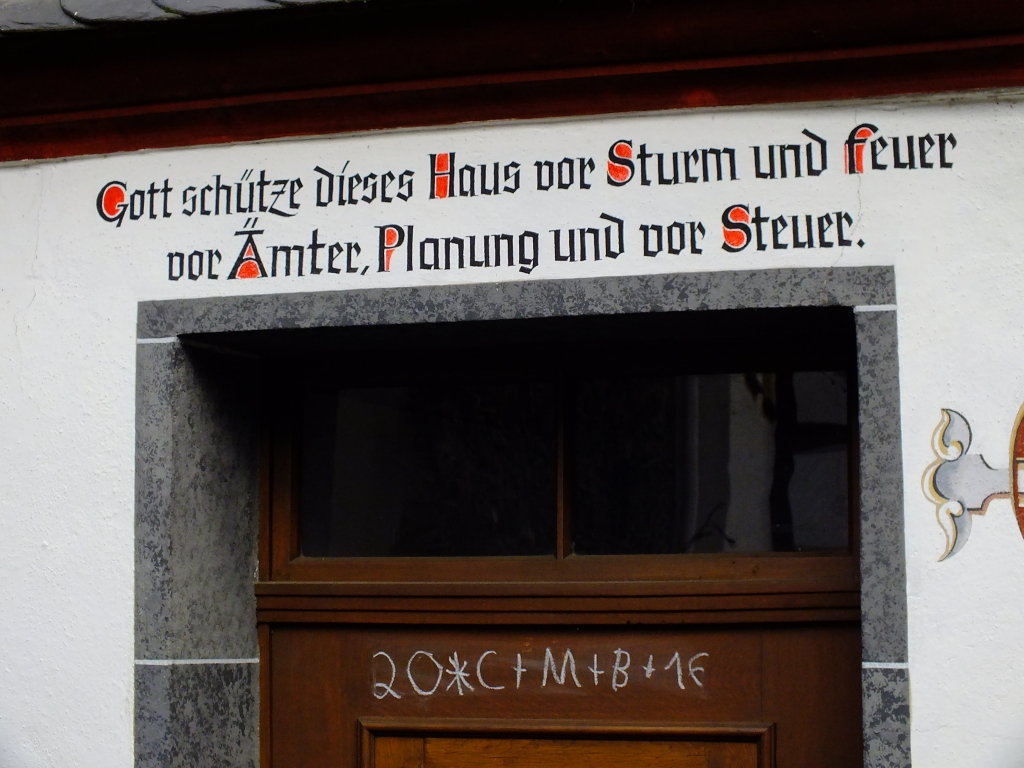 Gott schütze dieses Haus vor Sturm und Feuer
vor Ämter, Planung und vor Steuer.
20*C+M+B+16